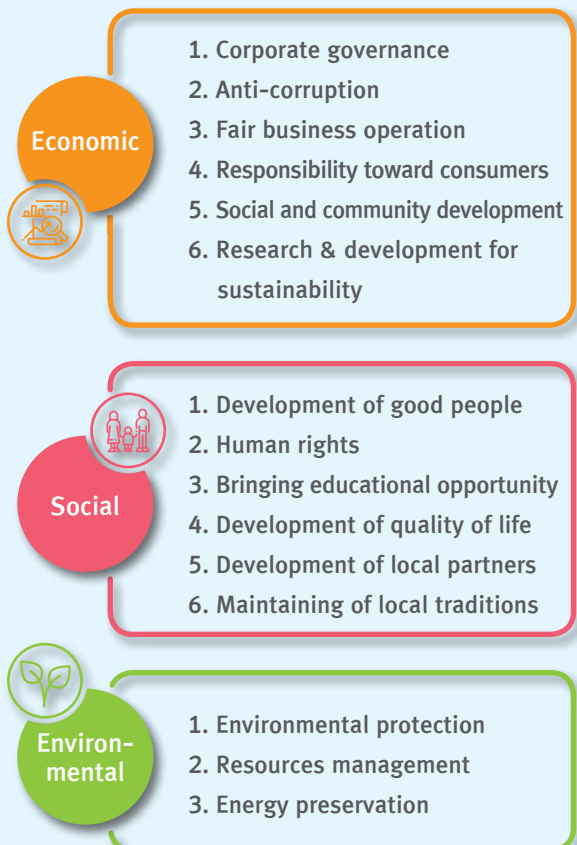 Economic
1. Corporate governance
2. Anti-corruption
3. Fair business operation
4. Responsibility toward consumers
5. Social and community development
6. Research & development for
sustainability
Social
1. Development of good people
2. Human rights
3. Bringing educational opportunity
4. Development of quality of life
5. Development of local partners
6. Maintaining of local traditions
Environ-
mental
1. Environmental protection
2. Resources management
3. Energy preservation